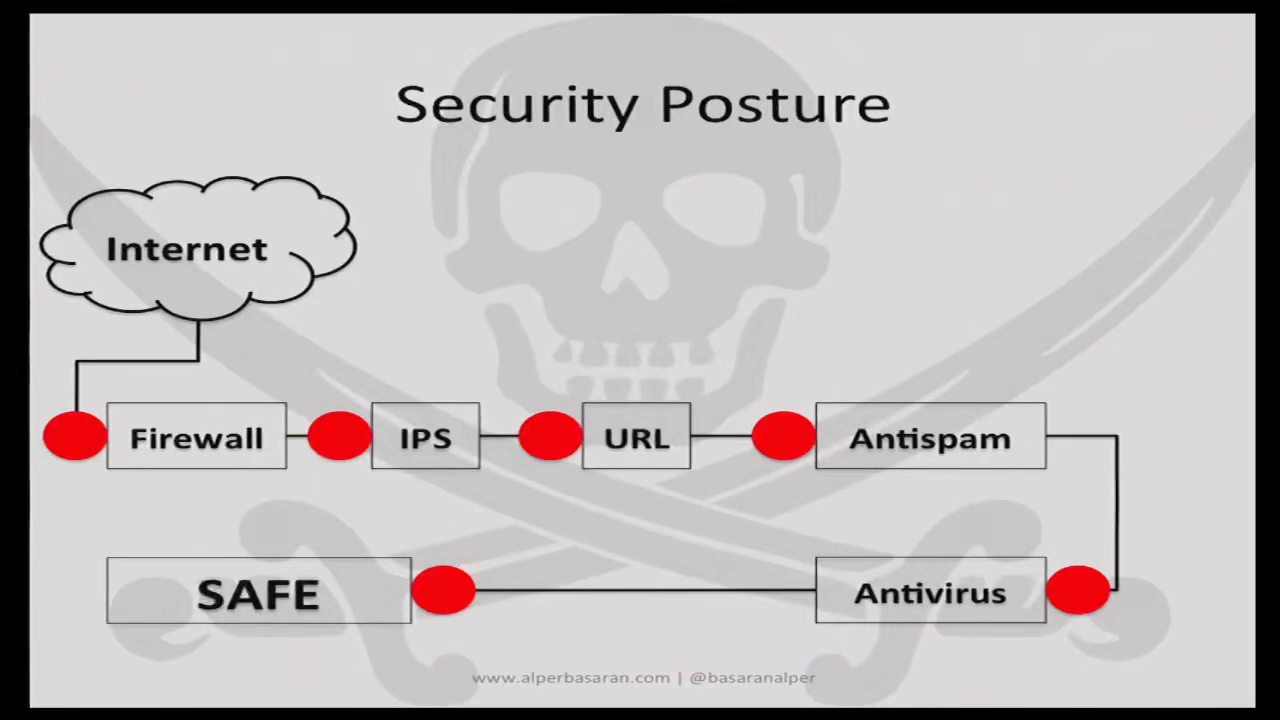 Security Posture
Internet
Firewall
IPS
URL
Antispam
SAFE
Antivirus
www.alperbasaran.com | @basaranalper